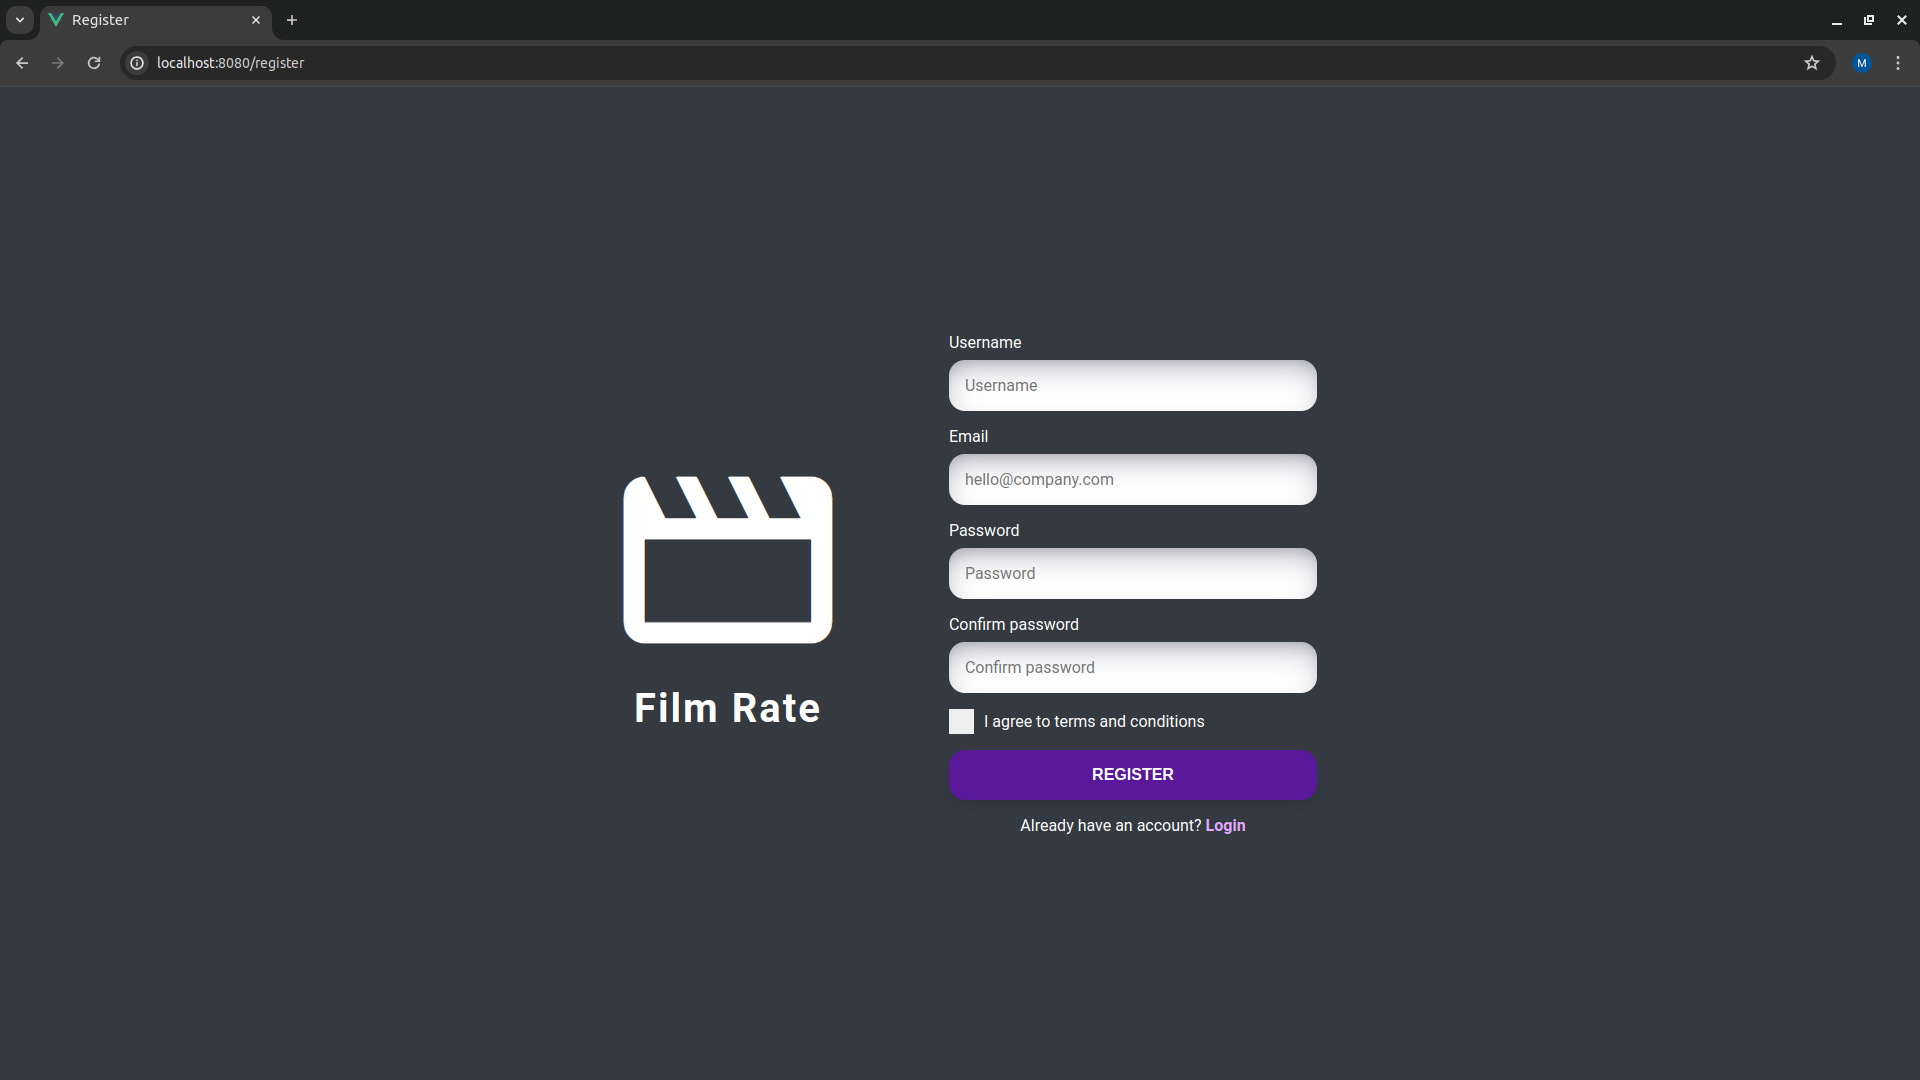 Register
localhost:8080/register
M
Username
Username
Email
hello@company.com
Password
Password
Confirm password
Confirm password
I agree to terms and conditions
REGISTER
Already have an account? Login
Film Rate